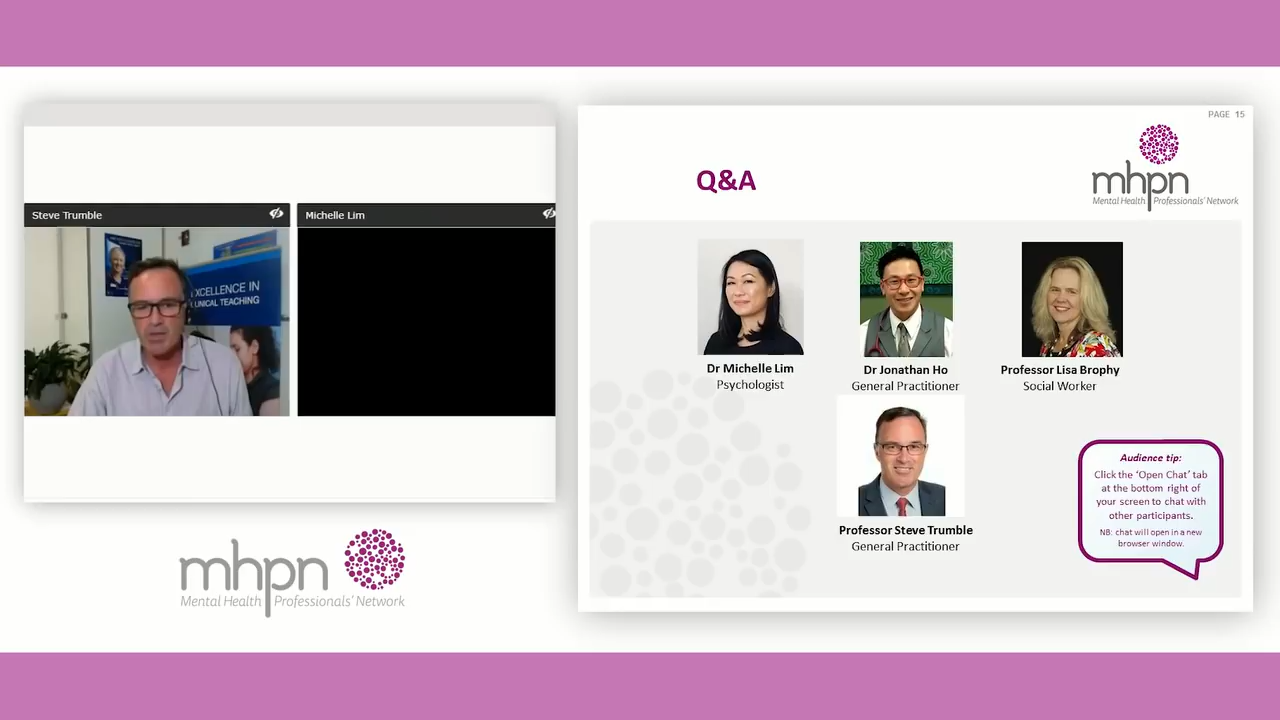 Steve Trumble
Michelle Lim
XCELLENCE IN
LINICAL TEACHING
mhpn
Mental Health Professionals' Network
PAGE 15
mhpn
Mental Health Professionals' Network
Q&A
Dr Michelle Lim
Psychologist
Dr Jonathan Ho
General Practitioner
Professor Lisa Brophy
Social Worker
Professor Steve Trumble
General Practitioner
Audience tip:
Click the ‘Open Chat’ tab
at the bottom right of
your screen to chat with
other participants.
NB: chat will open in a new
browser window.